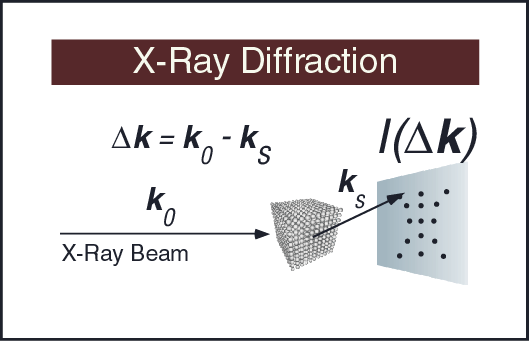 X-Ray Diffraction
Δk = k₀ - kₛ
I(Δk)
k₀
kₛ
X-Ray Beam